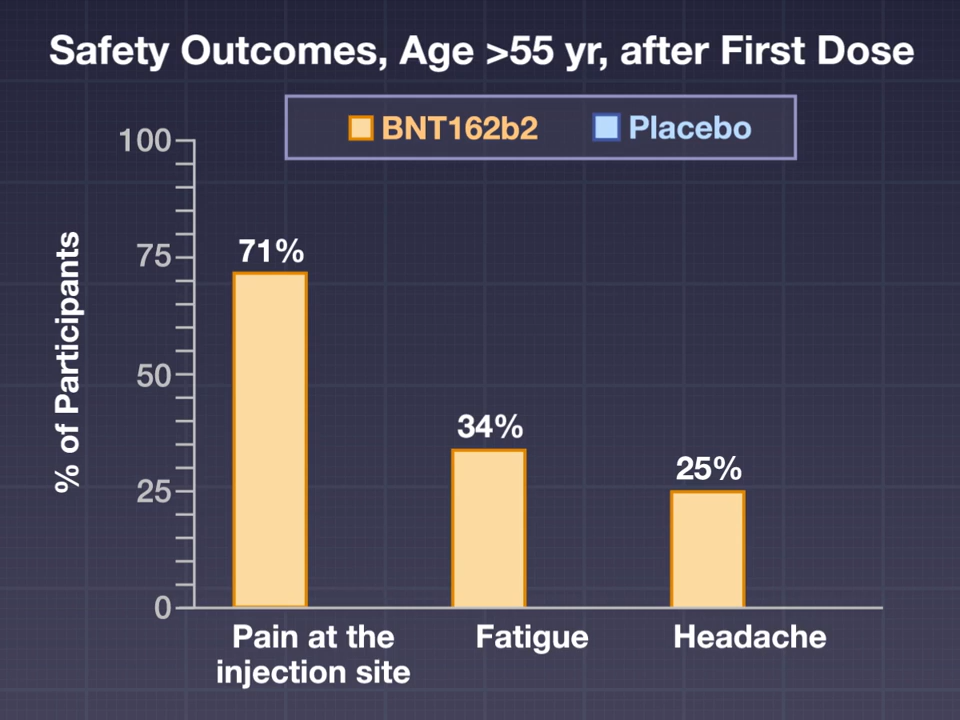 Safety Outcomes, Age >55 yr, after First Dose
BNT162b2 Placebo
% of Participants
100
75
50
25
0
71%
34%
25%
Pain at the
injection site
Fatigue
Headache